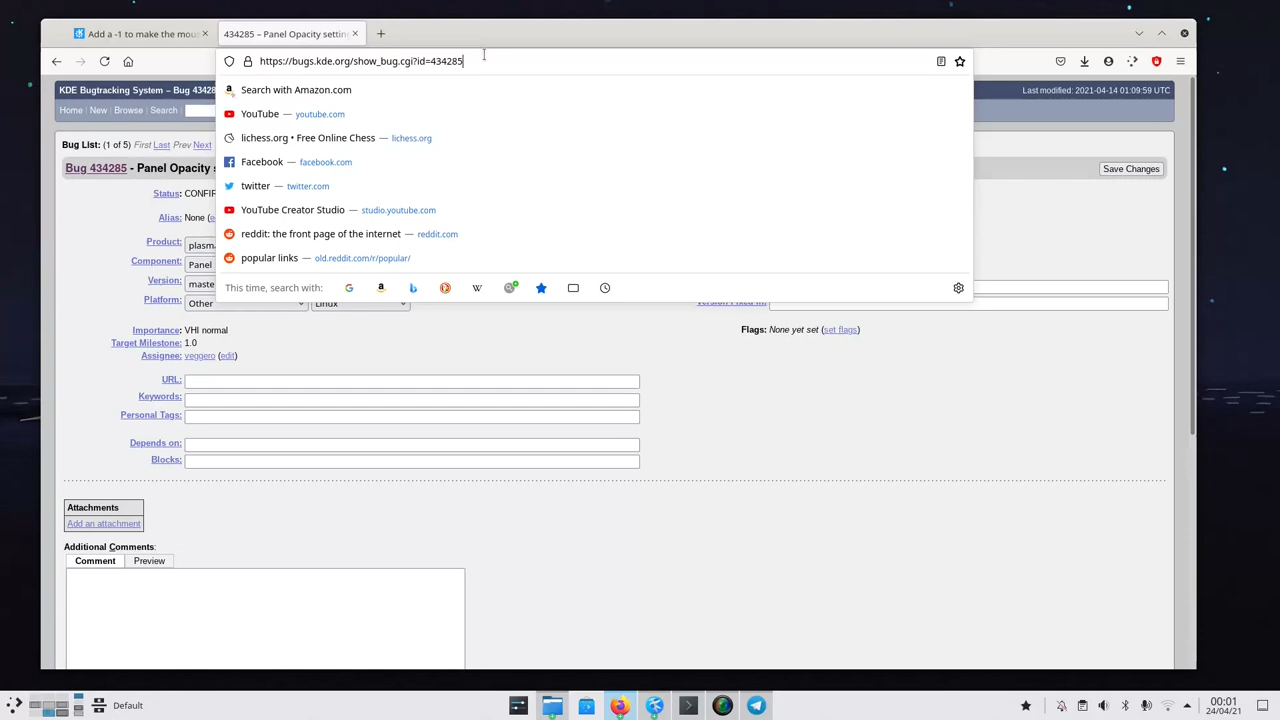 Add a -1 to make the mou
434285 – Panel Opacity settin
https://bugs.kde.org/show_bug.cgi?id=434285
Search with Amazon.com
YouTube — youtube.com
lichess.org • Free Online Chess — lichess.org
Facebook — facebook.com
twitter — twitter.com
YouTube Creator Studio — studio.youtube.com
reddit: the front page of the internet — reddit.com
popular links — old.reddit.com/r/popular/
This time, search with:
KDE Bugtracking System – Bug 43428
Last modified: 2021-04-14 01:09:59 UTC
Home | New | Browse | Search |
Bug List: (1 of 5) First Last Prev Next
Bug 434285 - Panel Opacity s
Save Changes
Status: CONFIR
Alias: None (e
Product: plasm
Component: Panel
Version: maste
Platform: Other Linux
Version Fixed In:
Importance: VHI normal
Flags: None yet set (set flags)
Target Milestone: 1.0
Assignee: veggero (edit)
URL:
Keywords:
Personal Tags:
Depends on:
Blocks:
Attachments
Add an attachment
Additional Comments:
Comment Preview
Default
00:01
24/04/21